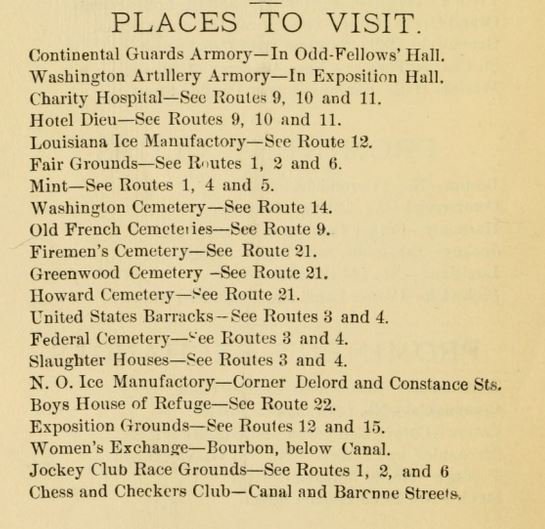 PLACES TO VISIT.
Continental Guards Armory—In Odd-Fellows' Hall.
Washington Artillery Armory—In Exposition Hall.
Charity Hospital—See Routes 9, 10 and 11.
Hotel Dieu—See Routes 9, 10 and 11.
Louisiana Ice Manufactory—See Route 12.
Fair Grounds—See Routes 1, 2 and 6.
Mint—See Routes 1, 4 and 5.
Washington Cemetery—See Route 14.
Old French Cemeteries—See Route 9.
Firemen's Cemetery—See Route 21.
Greenwood Cemetery –See Route 21.
Howard Cemetery—See Route 21.
United States Barracks–See Routes 3 and 4.
Federal Cemetery—See Routes 3 and 4.
Slaughter Houses—See Routes 3 and 4.
N. O. Ice Manufactory—Corner Delord and Constance Sts.
Boys House of Refuge—See Route 22.
Exposition Grounds—See Routes 12 and 15.
Women's Exchange—Bourbon, below Canal.
Jockey Club Race Grounds—See Routes 1, 2, and 6
Chess and Checkers Club—Canal and Baronne Streets.